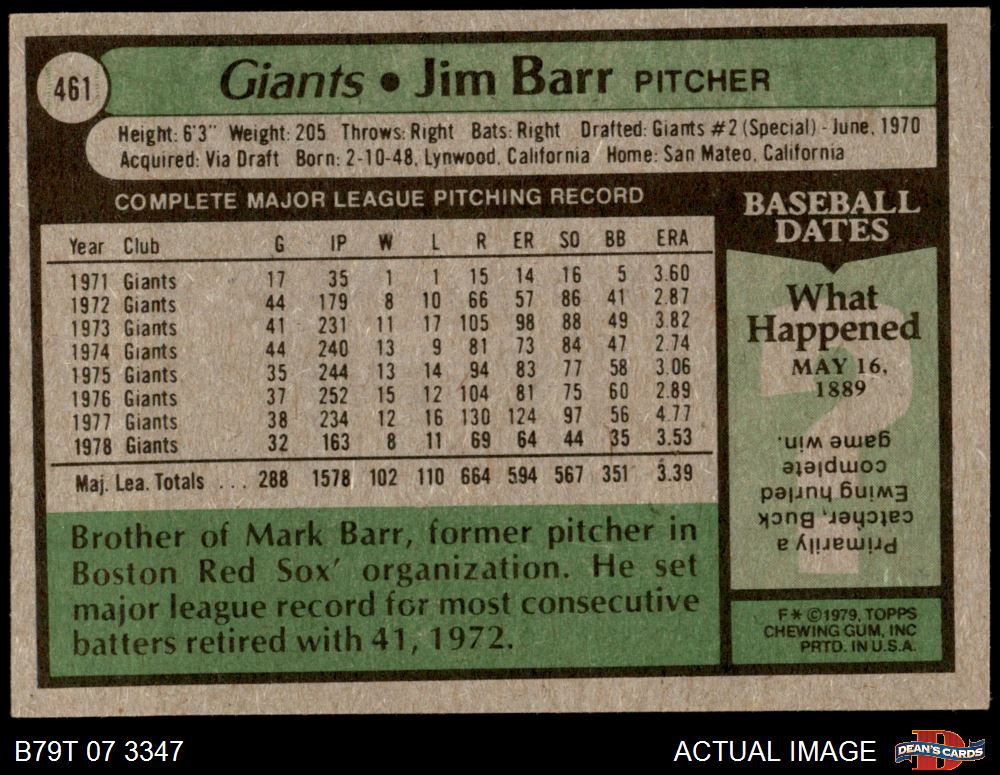 461
Giants • Jim Barr PITCHER
Height: 6'3" Weight: 205 Throws: Right Bats: Right Drafted: Giants #2 (Special) - June, 1970
Acquired: Via Draft Born: 2-10-48, Lynwood, California Home: San Mateo, California
COMPLETE MAJOR LEAGUE PITCHING RECORD
Year Club G IP W L R ER SO BB ERA
1971 Giants 17 35 1 1 15 14 16 5 3.60
1972 Giants 44 179 8 10 66 57 86 41 2.87
1973 Giants 41 231 11 17 105 98 88 49 3.82
1974 Giants 44 240 13 9 81 73 84 47 2.74
1975 Giants 35 244 13 14 94 83 77 58 3.06
1976 Giants 37 252 15 12 104 81 75 60 2.89
1977 Giants 38 234 12 16 130 124 97 56 4.77
1978 Giants 32 163 8 11 69 64 44 35 3.53
Maj. Lea. Totals ... 288 1578 102 110 664 594 567 351 3.39
Brother of Mark Barr, former pitcher in
Boston Red Sox' organization. He set
major league record for most consecutive
batters retired with 41, 1972.
BASEBALL
DATES
What
Happened
MAY 16,
1889
Primarily a
catcher, Buck
Ewing hurled
complete
game win.
F*©1979, TOPPS
CHEWING GUM, INC
PRTD. IN U.S.A.
B79T 07 3347
ACTUAL IMAGE
DEAN'S CARDS